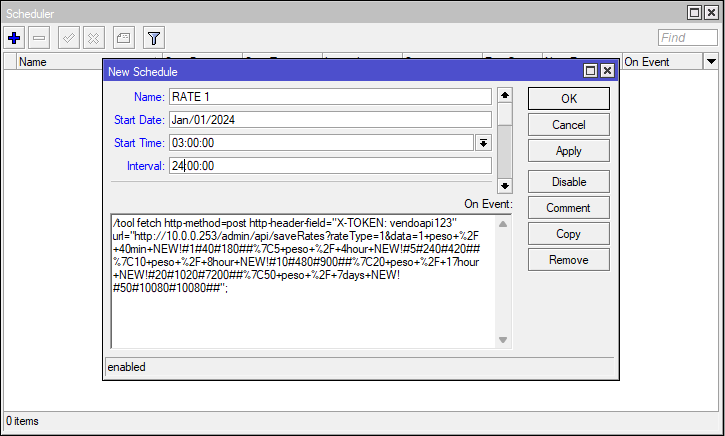 Scheduler
Find
Name
On Event
New Schedule
Name: RATE 1
Start Date: Jan/01/2024
Start Time: 03:00:00
Interval: 24:00:00
On Event:
/tool fetch http-method=post http-header-field="X-TOKEN: vendoapi123"
url="http://10.0.0.253/admin/api/saveRates?rateType=1&data=1+peso+%2F
+40min+NEW!#1#40#180##%7C5+peso+%2F+4hour+NEW!#5#240#420##
%7C10+peso+%2F+8hour+NEW!#10#480#900##%7C20+peso+%2F+17hour
+NEW!#20#1020#7200##%7C50+peso+%2F+7days+NEW!
#50#10080#10080##";
OK
Cancel
Apply
Disable
Comment
Copy
Remove
enabled
0 items